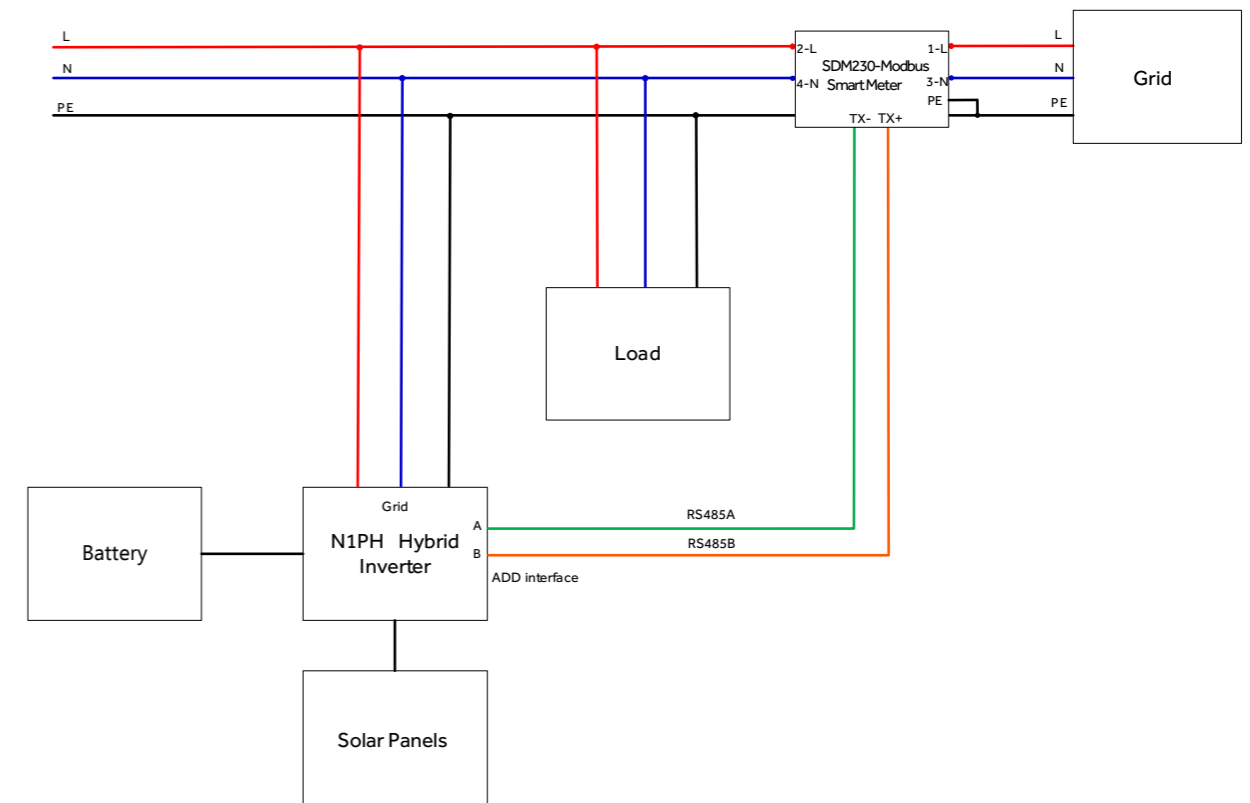 L
N
PE
2-L
1-L
SDM230-Modbus
4-N
Smart Meter
3-N
PE
TX- TX+
L
N
PE
Grid
Load
Battery
Grid
N1PH Hybrid
Inverter
A
B
RS485A
RS485B
ADD interface
Solar Panels